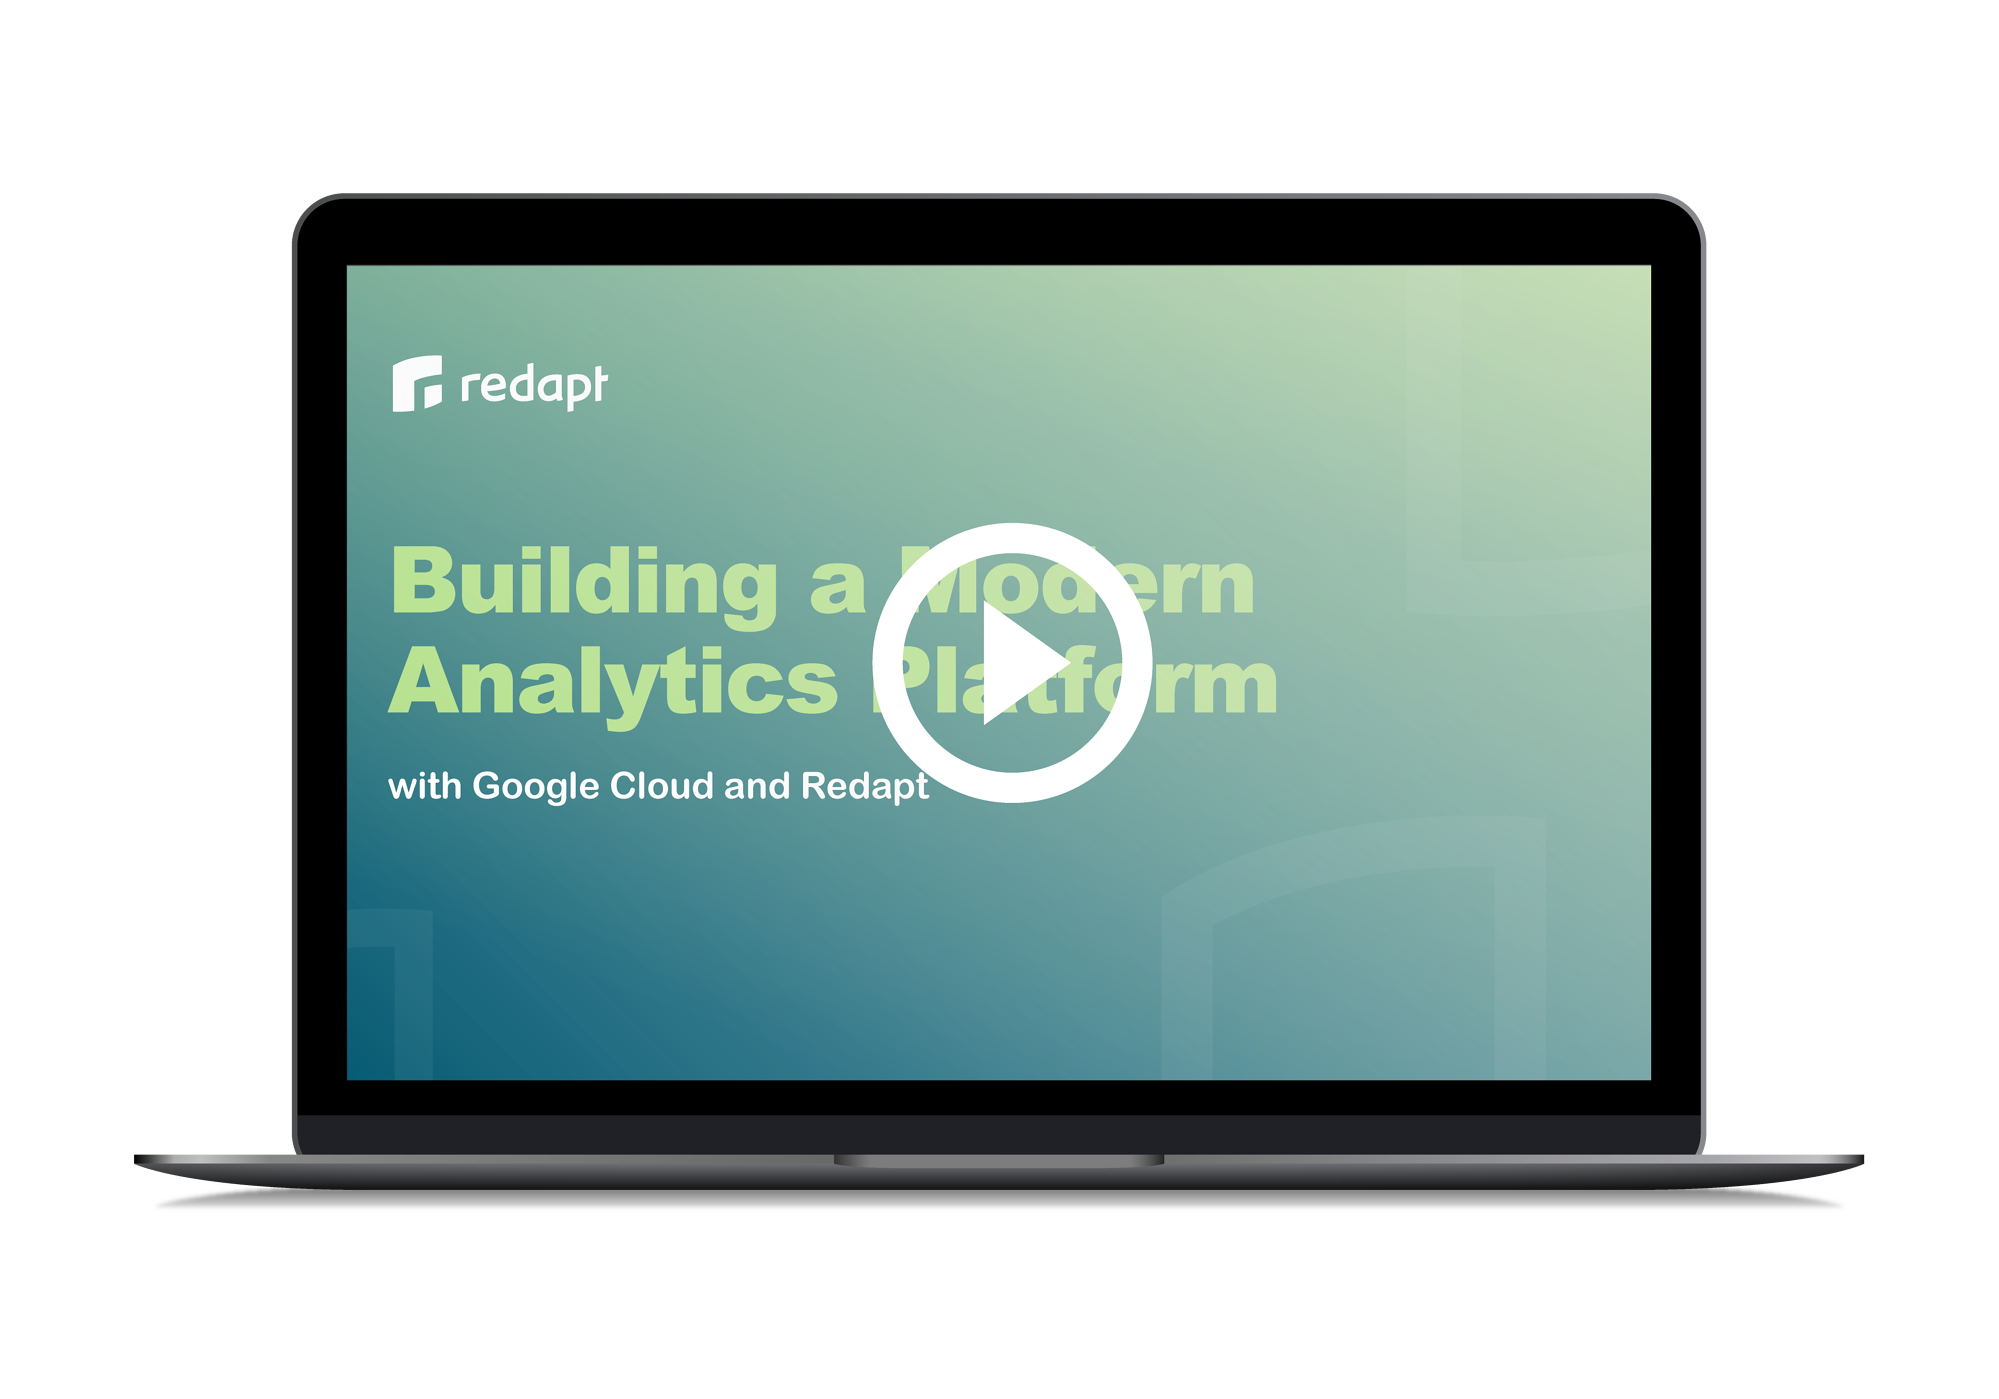 redapt
Building a Modern
Analytics Platform
with Google Cloud and Redapt